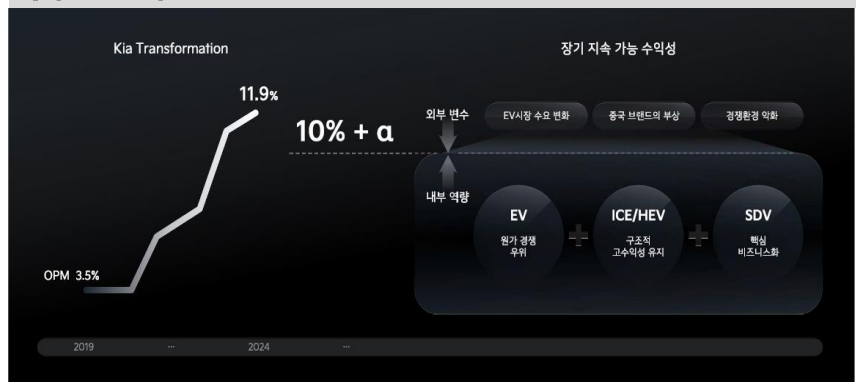 Kia Transformation
11.9%
10% + α
OPM 3.5%
장기 지속 가능 수익성
외부 변수
EV시장 수요 변화
중국 브랜드의 부상
경쟁환경 악화
내부 역량
EV
원가 경쟁
우위
ICE/HEV
구조적
고수익성 유지
SDV
핵심
비즈니스화
2019
...
2024
...